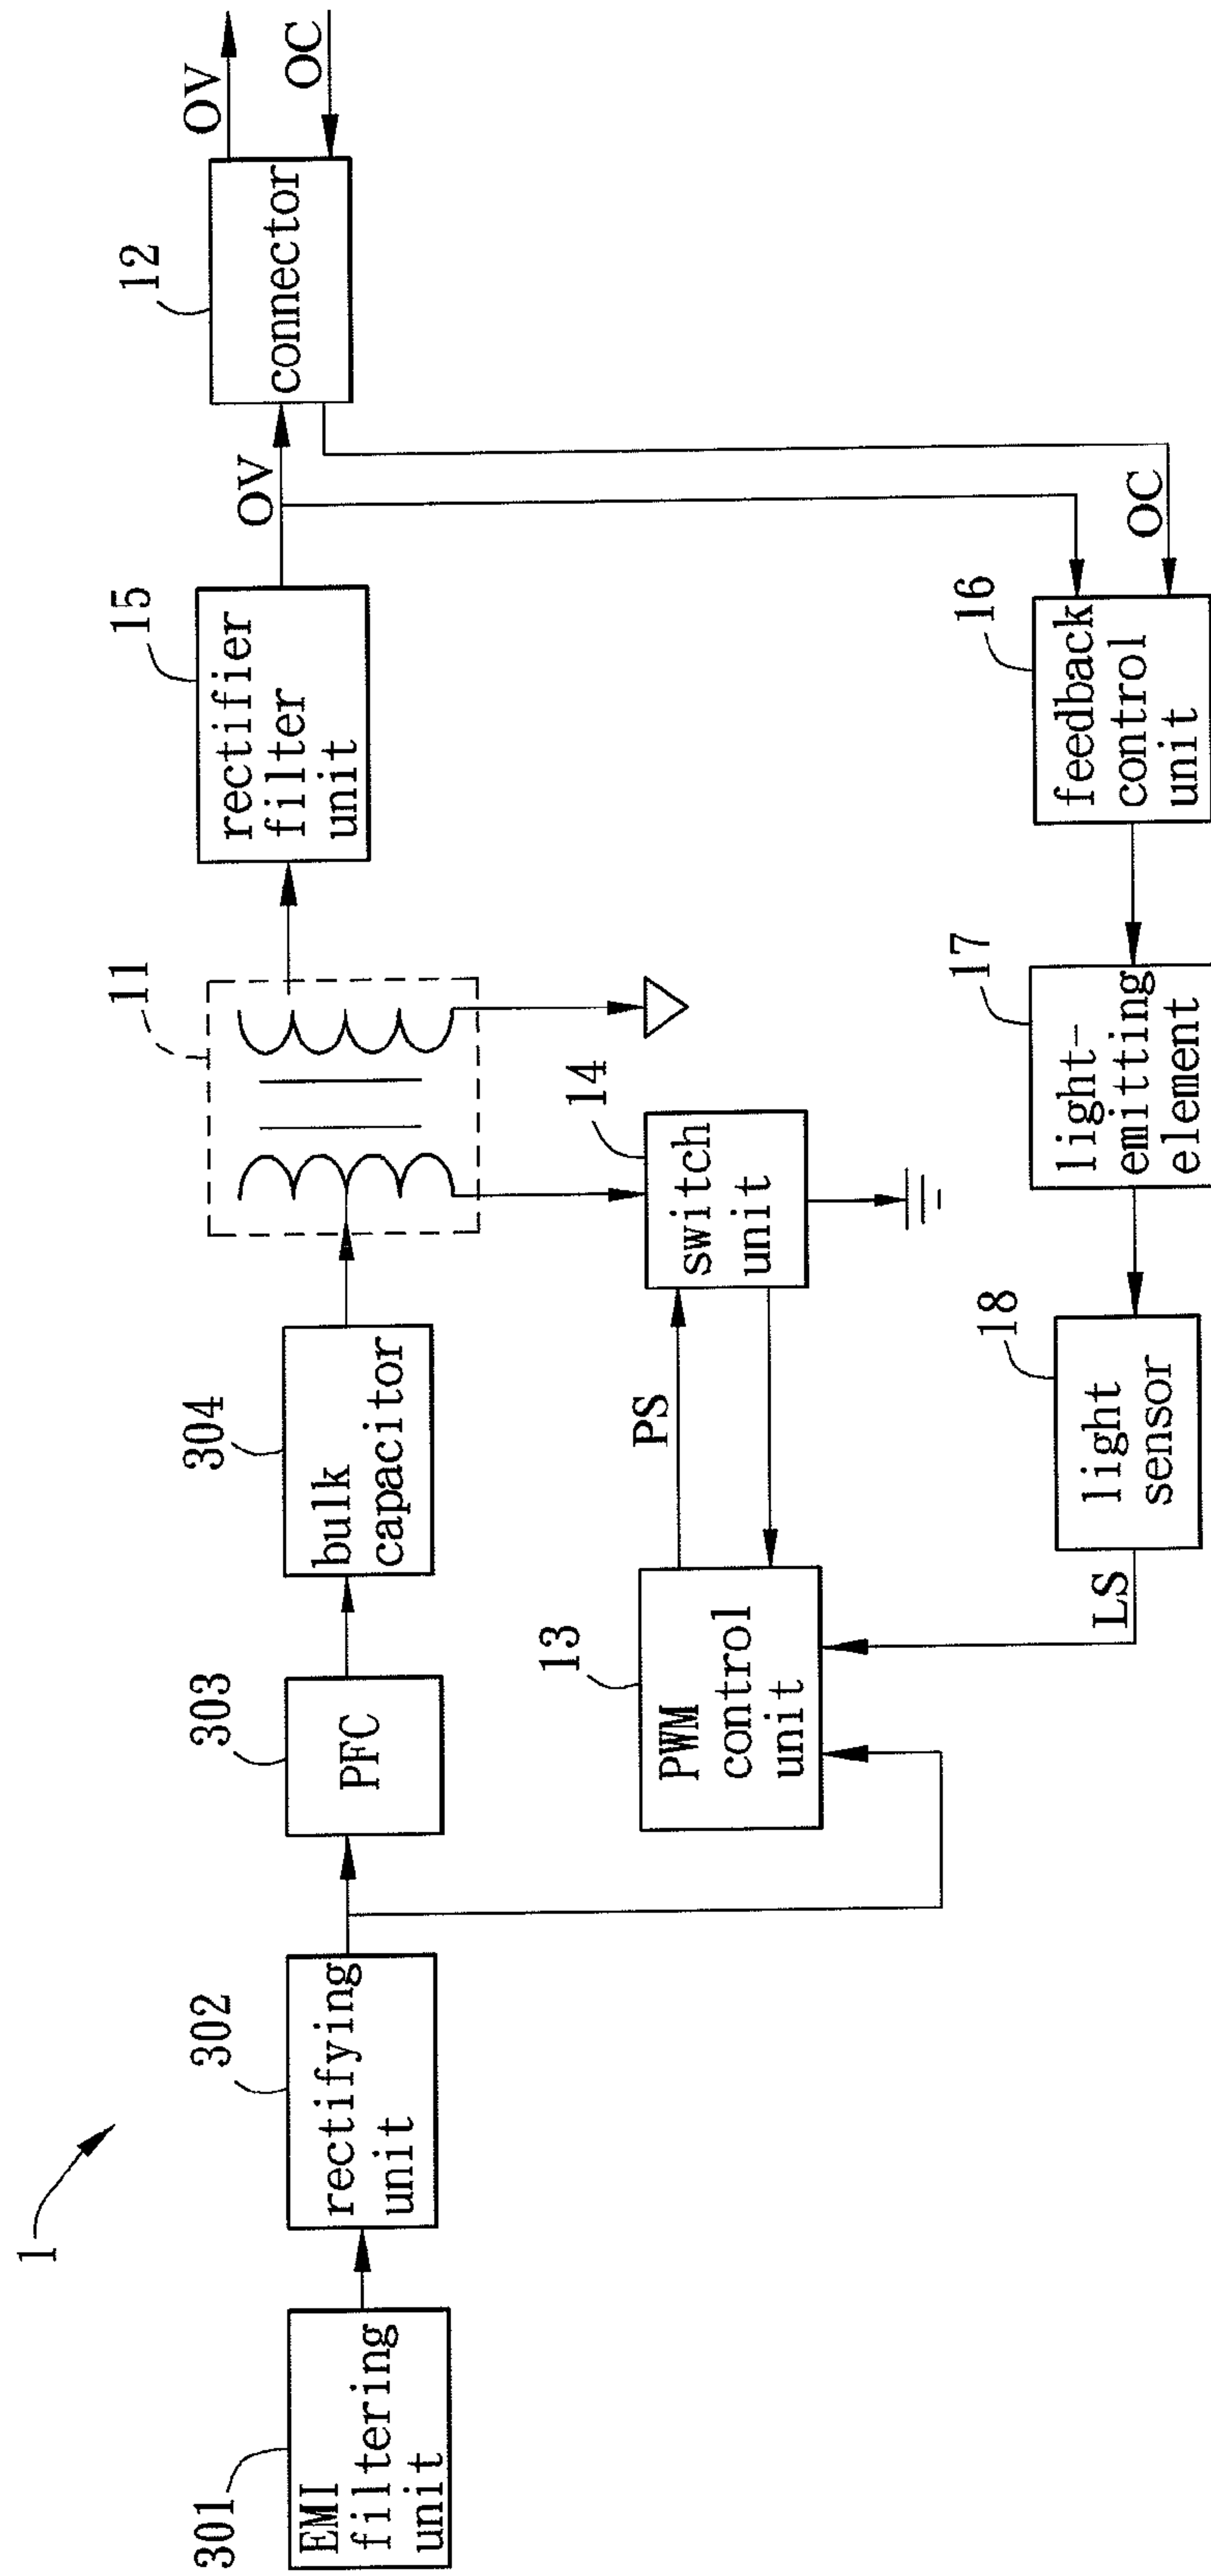 1
301
EMI
filtering
unit
302
rectifying
unit
303
PFC
304
bulk
capacitor
11
15
rectifier
filter
unit
OV
12
connector
OV
OC
13
PWM
control
unit
PS
14
switch
unit
LS
18
light
sensor
17
light-
emitting
element
16
feedback
control
unit
OC